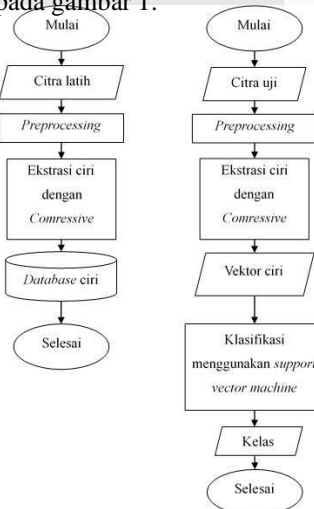 pada gambar 1.
Mulai
Citra latih
Preprocessing
Ekstrasi ciri
dengan
Comressive
Database ciri
Selesai
Mulai
Citra uji
Preprocessing
Ekstrasi ciri
dengan
Comressive
Vektor ciri
Klasifikasi
menggunakan support
vector machine
Kelas
Selesai